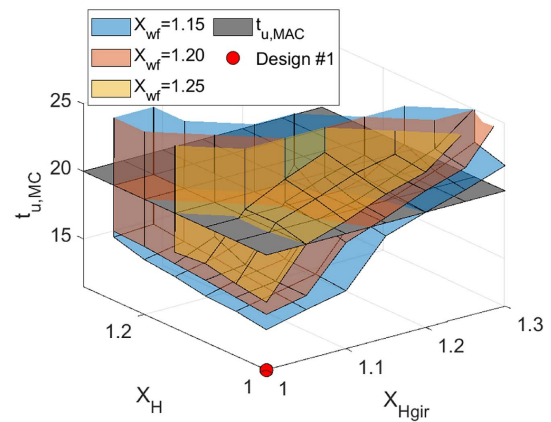 X_wf=1.15
t_u,MAC
X_wf=1.20
Design #1
X_wf=1.25
25
20
15
t_u,MC
1.2
1
X_H
1
1.1
1.2
1.3
X_Hgir